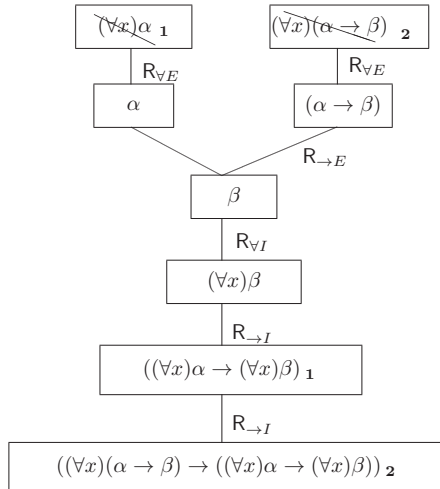 (∀x)α 1 (∀x)(α → β) 2
R∀E R∀E
α (α → β)
R→E
β
R∀I
(∀x)β
R→I
((∀x)α → (∀x)β) 1
R→I
((∀x)(α → β) → ((∀x)α → (∀x)β)) 2